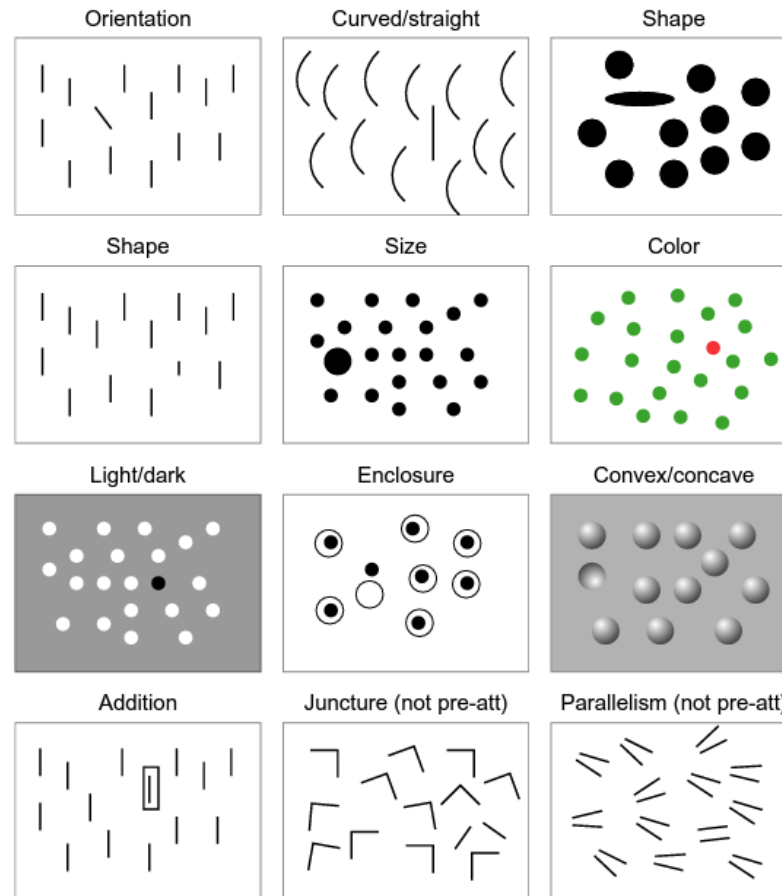 Orientation
Curved/straight
Shape
Shape
Size
Color
Light/dark
Enclosure
Convex/concave
Addition
Juncture (not pre-att)
Parallelism (not pre-att)